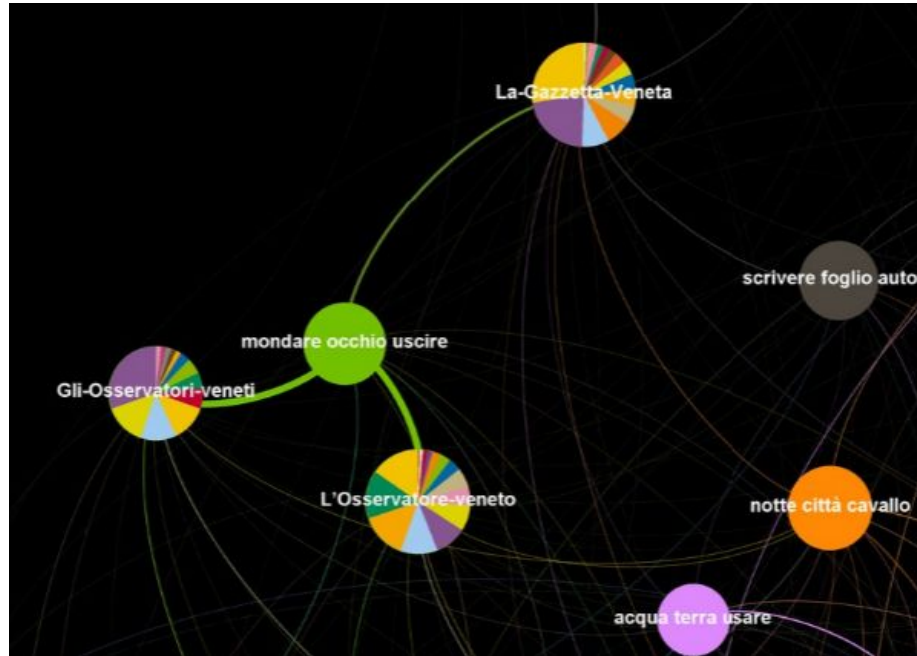 La-Gazzetta-Veneta
scrivere foglio auto
mondare occhio uscire
Gli-Osservatori-veneti
L'Osservatore-veneto
notte città cavallo
acqua terra usare